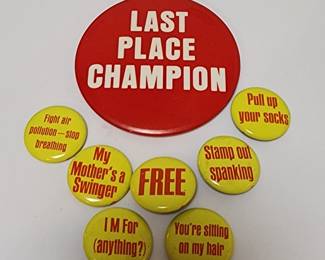 LAST
PLACE
CHAMPION
Pull up
your socks
Fight air
pollution—stop
breathing
My
Mother's a
Swinger
FREE
Stamp out
spanking
I M For
(anything?)
You're sitting
on my hair